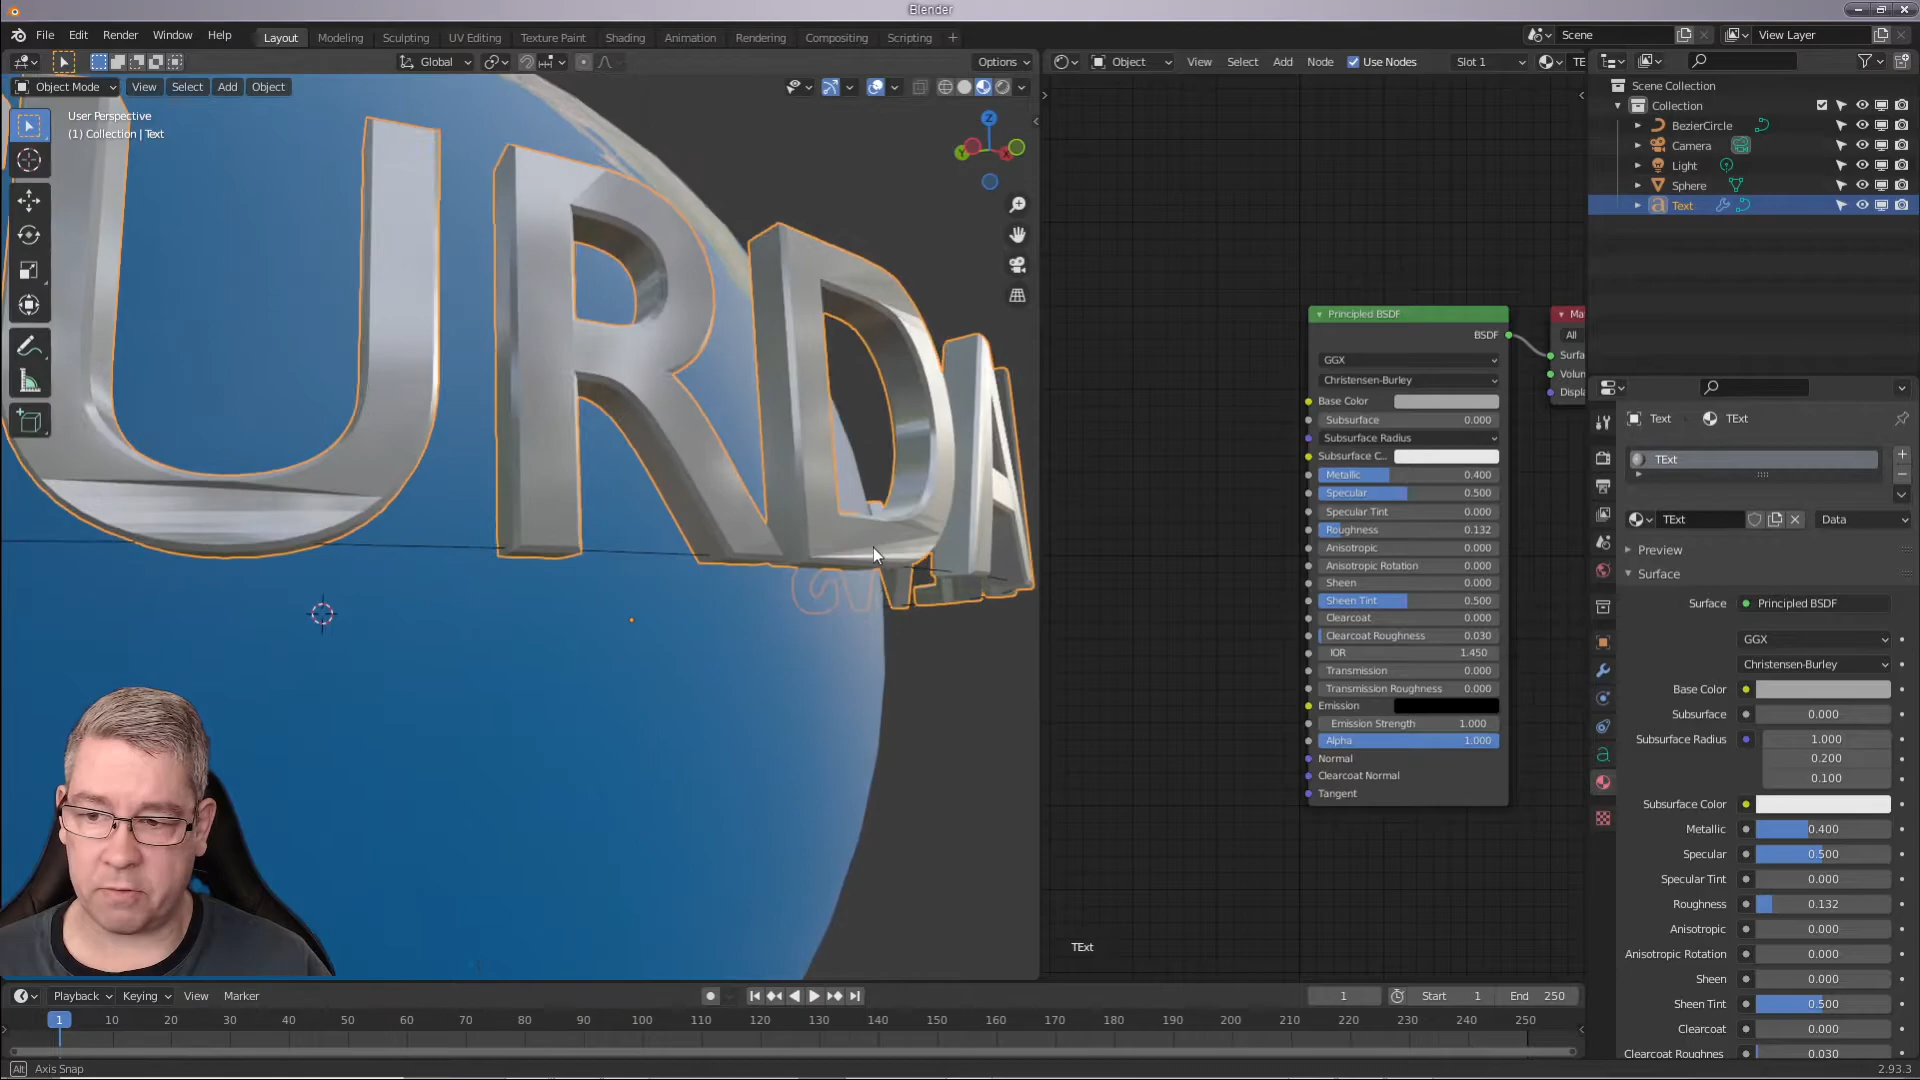 Blender
File Edit Render Window Help
Layout Modeling Sculpting UV Editing Texture Paint Shading Animation Rendering Compositing Scripting +
Scene View Layer
Global Options
Object Use Nodes Slot 1 TE
Object Mode View Select Add Object
View Select Add Node
User Perspective
(1) Collection | Text
Scene Collection
Collection
BezierCircle
Camera
Light
Sphere
Text
URDA
Z
Y
X
Principled BSDF
BSDF
GGX
Christensen-Burley
Base Color
Subsurface 0.000
Subsurface Radius
Subsurface C..
Metallic 0.400
Specular 0.500
Specular Tint 0.000
Roughness 0.132
Anisotropic 0.000
Anisotropic Rotation 0.000
Sheen 0.000
Sheen Tint 0.500
Clearcoat 0.000
Clearcoat Roughness 0.030
IOR 1.450
Transmission 0.000
Transmission Roughness 0.000
Emission
Emission Strength 1.000
Alpha 1.000
Normal
Clearcoat Normal
Tangent
Ma
All
Surfa
Volun
Displa
TExt
Text TExt
TExt
TExt Data
Preview
Surface
Surface Principled BSDF
GGX
Christensen-Burley
Base Color
Subsurface 0.000
Subsurface Radius 1.000
0.200
0.100
Subsurface Color
Metallic 0.400
Specular 0.500
Specular Tint 0.000
Roughness 0.132
Anisotropic 0.000
Anisotropic Rotation 0.000
Sheen 0.000
Sheen Tint 0.500
Clearcoat 0.000
Clearcoat Roughnes 0.030
Playback Keying View Marker
1 Start 1 End 250
1 10 20 30 40 50 60 70 80 90 100 110 120 130 140 150 160 170 180 190 200 210 220 230 240 250
Alt Axis Snap
2.93.3